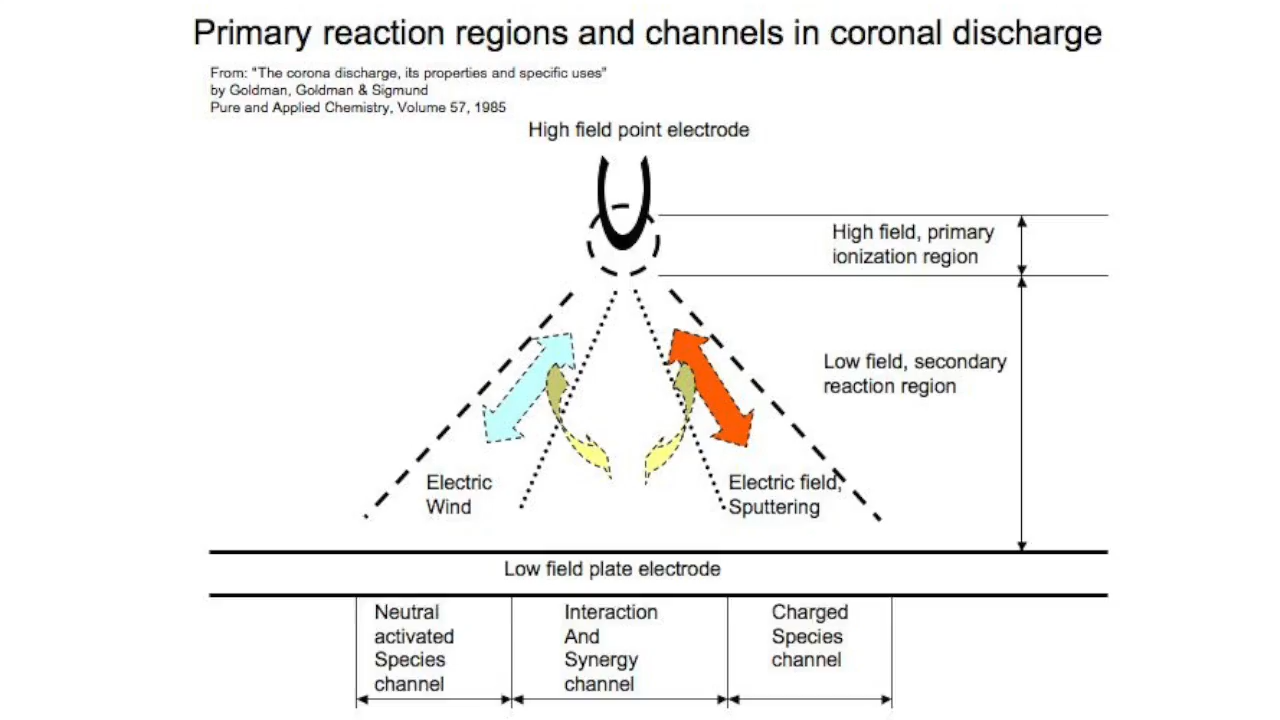 Primary reaction regions and channels in coronal discharge
From: "The corona discharge, its properties and specific uses"
by Goldman, Goldman & Sigmund
Pure and Applied Chemistry, Volume 57, 1985
High field point electrode
High field, primary
ionization region
Low field, secondary
reaction region
Electric
Wind
Electric field,
Sputtering
Low field plate electrode
Neutral
activated
Species
channel
Interaction
And
Synergy
channel
Charged
Species
channel